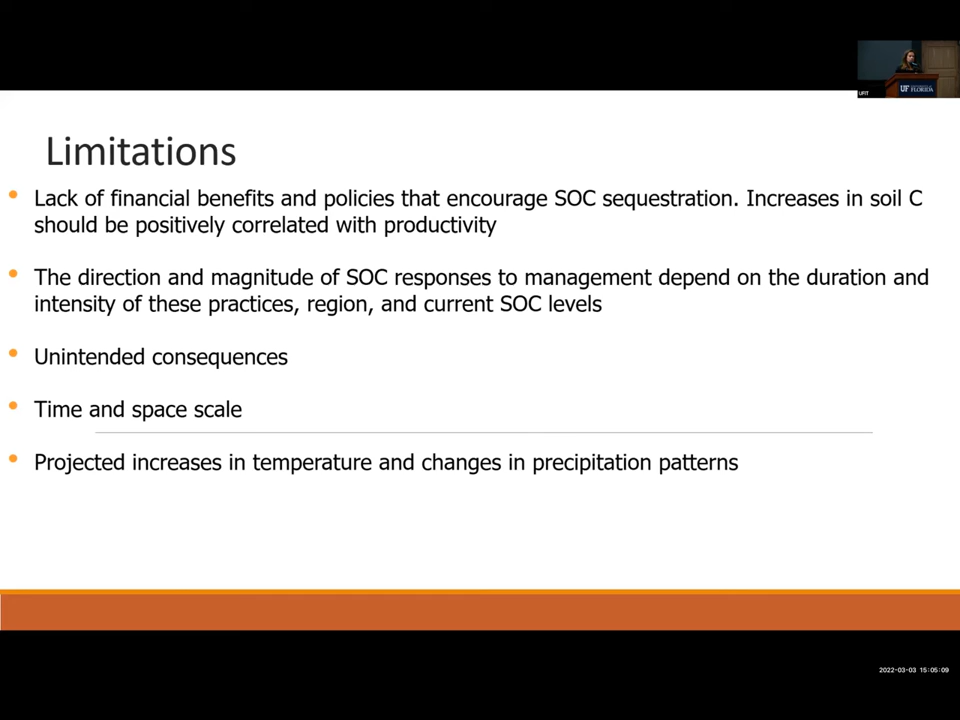 UF FLORIDA
UFIT
Limitations
• Lack of financial benefits and policies that encourage SOC sequestration. Increases in soil C
should be positively correlated with productivity
• The direction and magnitude of SOC responses to management depend on the duration and
intensity of these practices, region, and current SOC levels
• Unintended consequences
• Time and space scale
• Projected increases in temperature and changes in precipitation patterns
2022-03-03 15:05:09